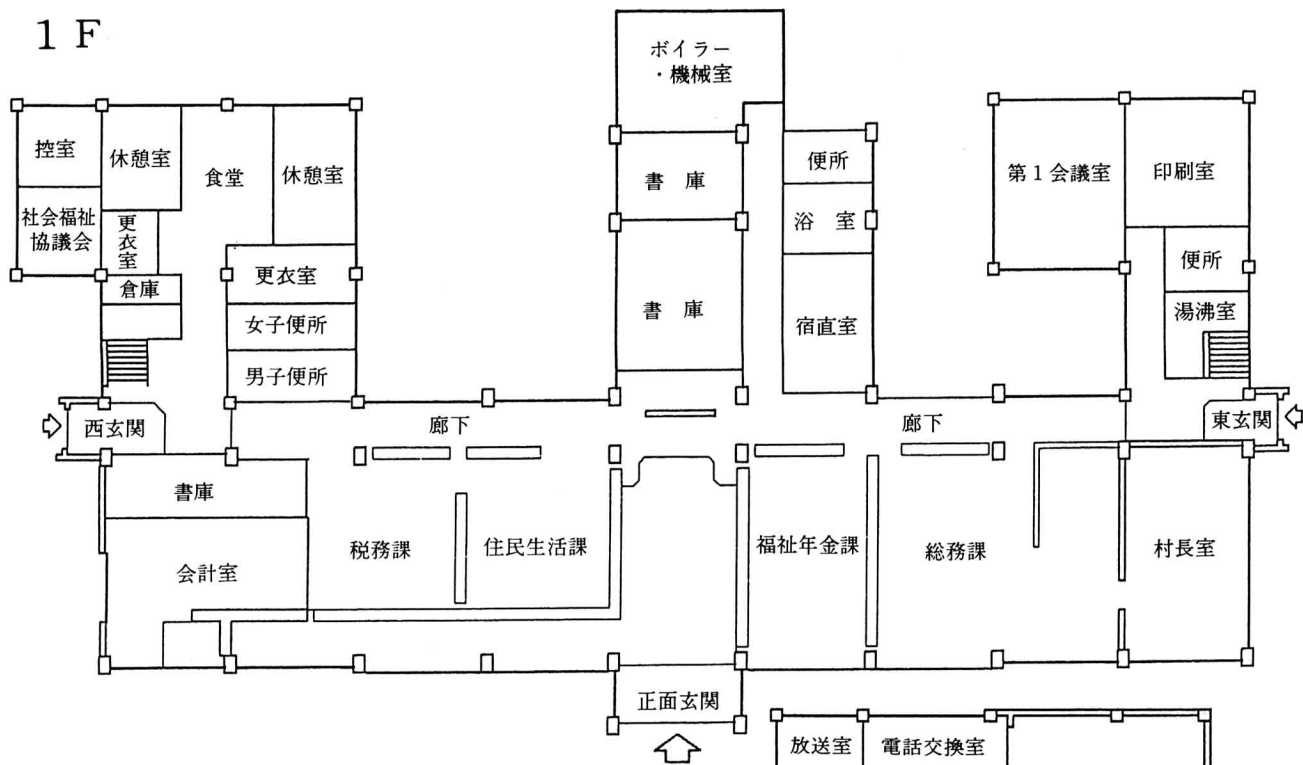 1 F
ボイラー
・機械室
控室
休憩室
食堂
休憩室
書　庫
便所
第１会議室
印刷室
社会福祉
協議会
更
衣
室
浴　室
更衣室
便所
倉庫
女子便所
書　庫
宿直室
湯沸室
男子便所
西玄関
廊下
廊下
東玄関
書庫
税務課
住民生活課
福祉年金課
総務課
村長室
会計室
正面玄関
放送室
電話交換室